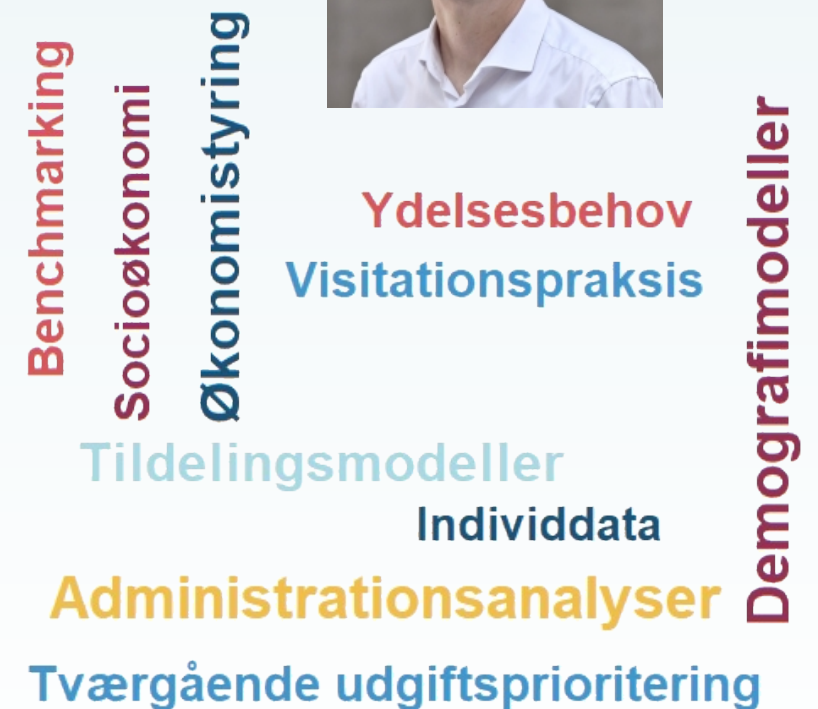 Benchmarking
Socioøkonomi
Økonomistyring
Ydelsesbehov
Visitationspraksis
Demografimodeller
Tildelingsmodeller
Individdata
Administrationsanalyser
Tværgående udgiftsprioritering